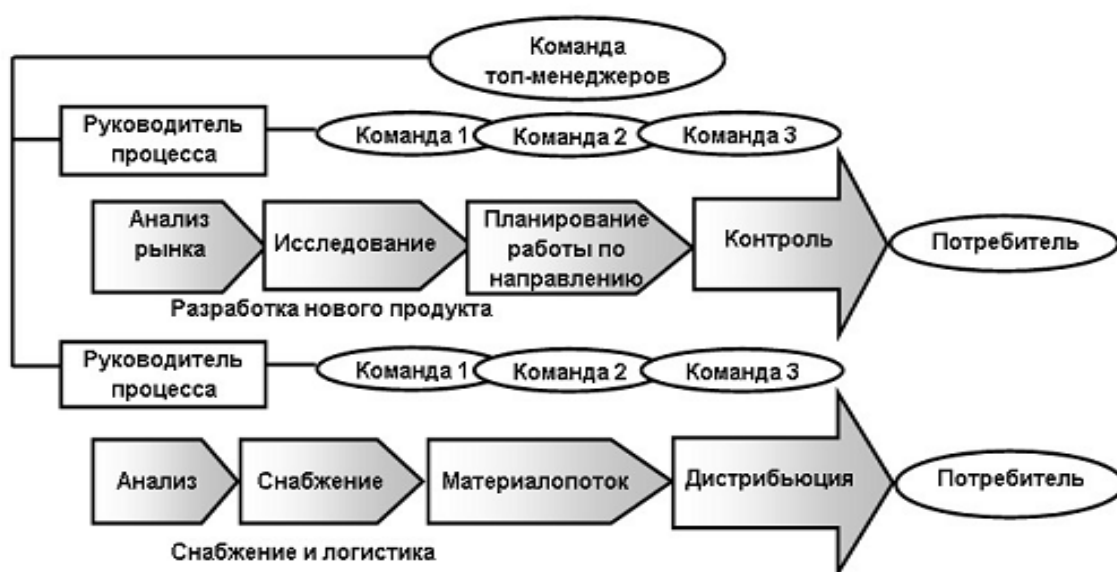 Команда
топ-менеджеров
Руководитель
процесса
Команда 1
Команда 2
Команда 3
Анализ
рынка
Исследование
Планирование
работы по
направлению
Контроль
Потребитель
Разработка нового продукта
Руководитель
процесса
Команда 1
Команда 2
Команда 3
Анализ
Снабжение
Материалопоток
Дистрибьюция
Потребитель
Снабжение и логистика